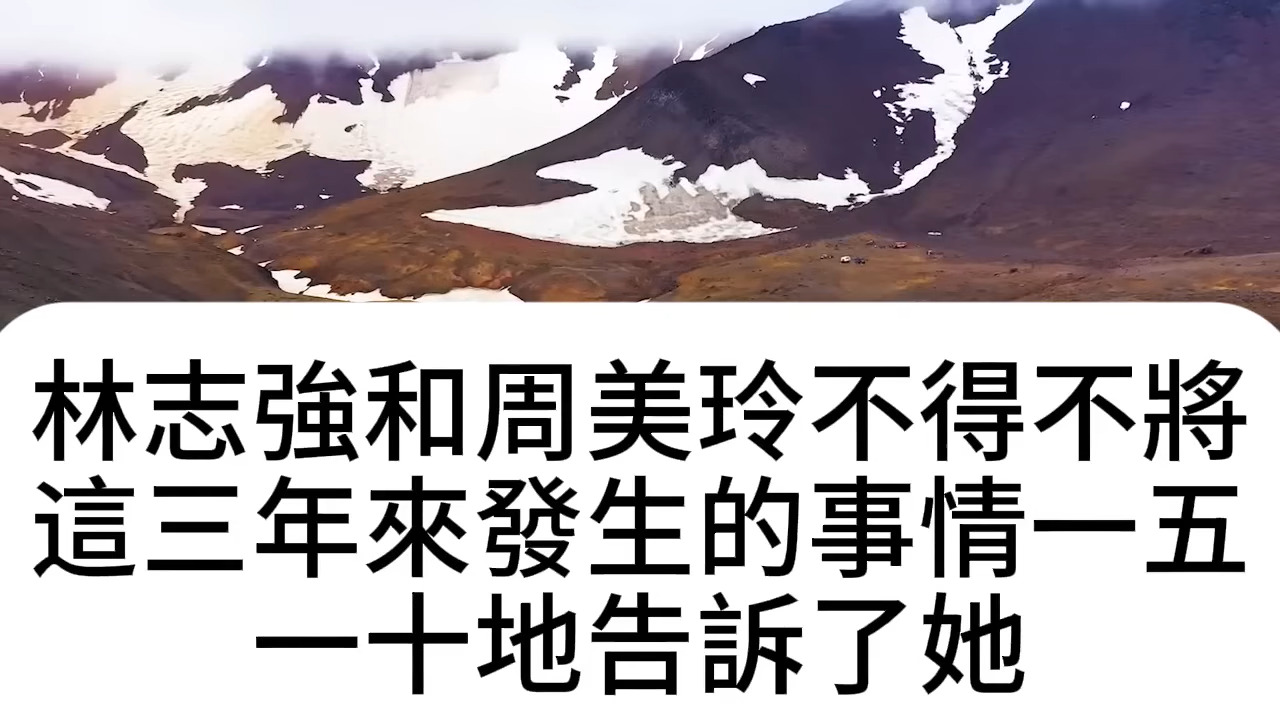 林志強和周美玲不得不將
這三年來發生的事情一五
一十地告訴了她